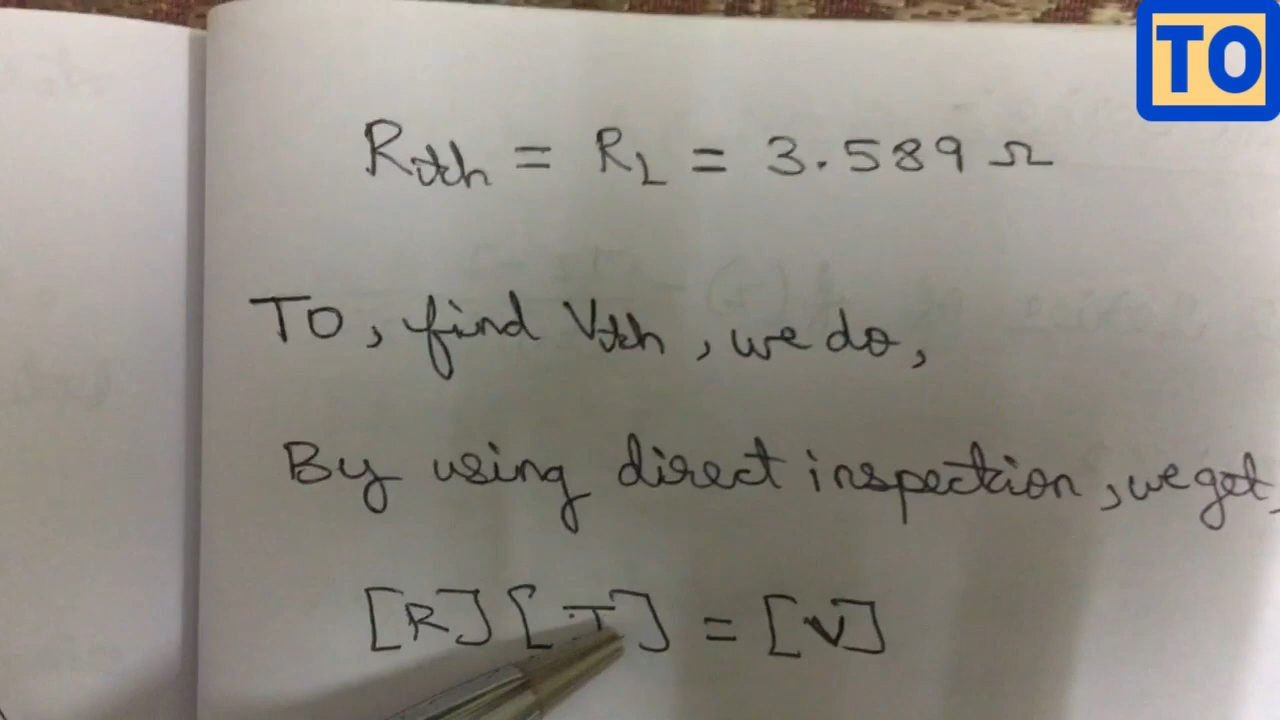 TO
Rth = RL = 3.589 Ω
To, find Vth, we do,
By using direct inspection, we get,
[R] [I] = [V]